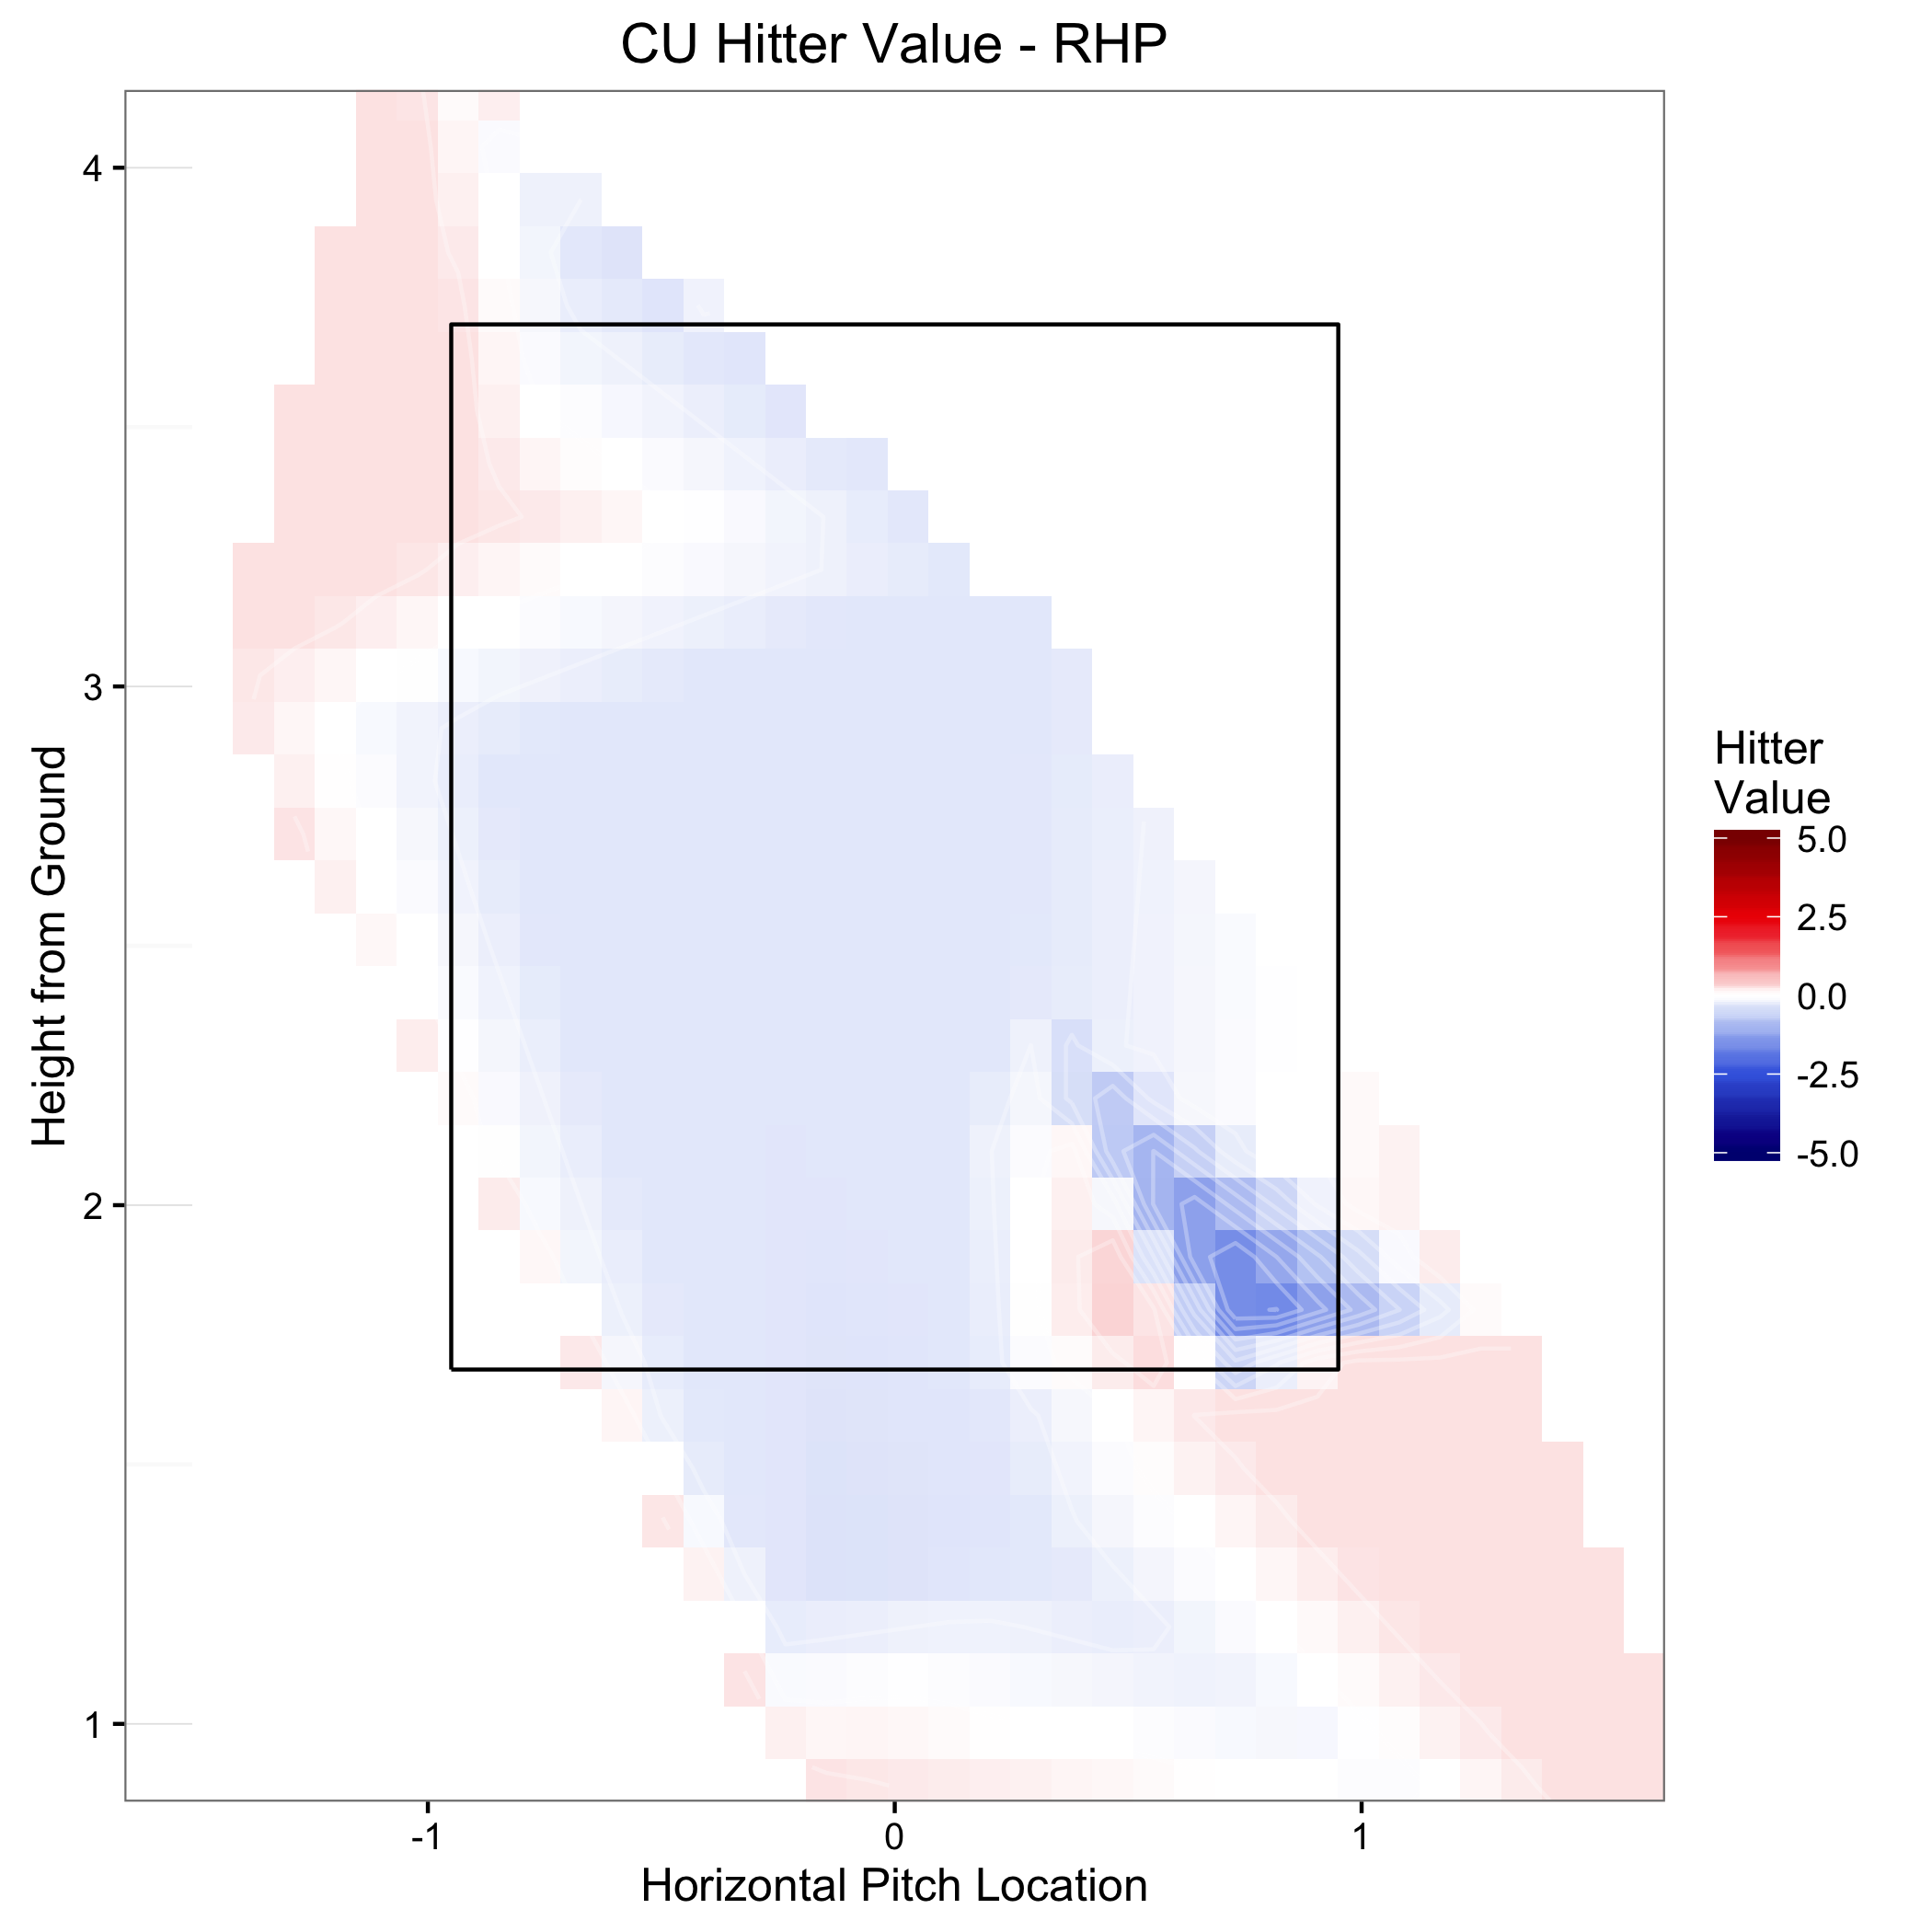 CU Hitter Value - RHP
4
3
2
1
Height from Ground
-1
0
1
Horizontal Pitch Location
Hitter
Value
5.0
2.5
0.0
-2.5
-5.0